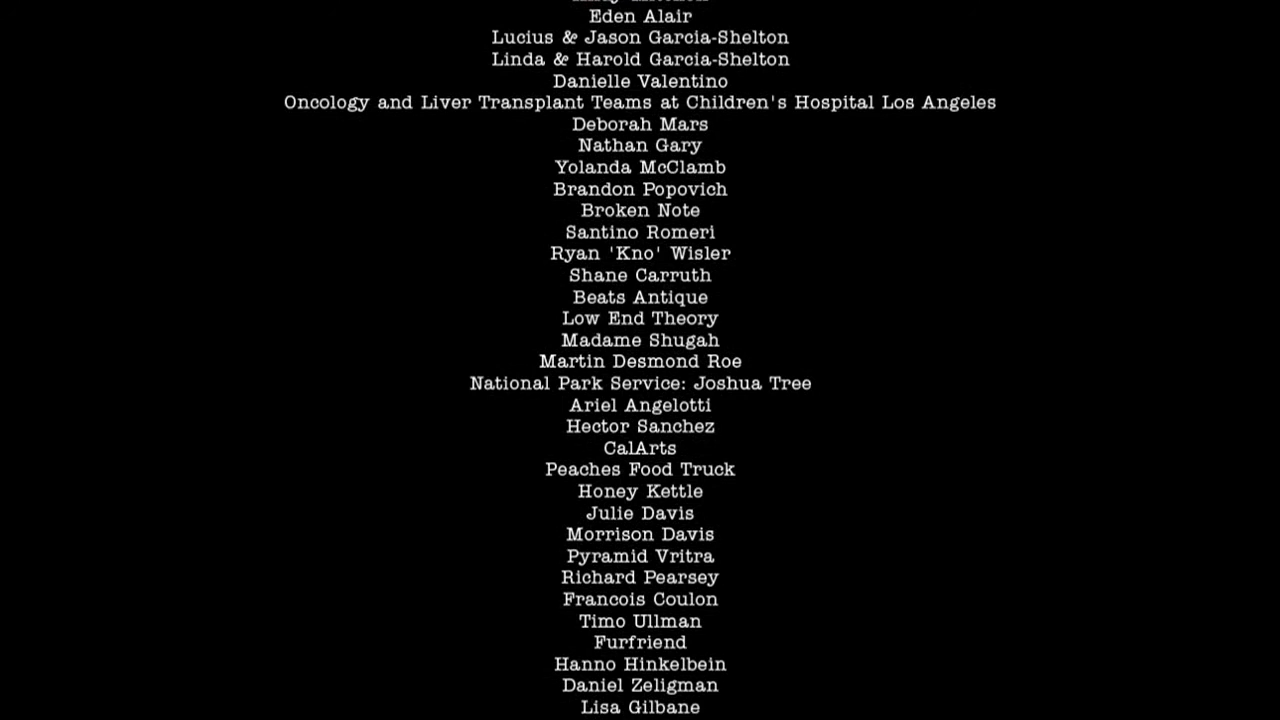 Eden Alair
Lucius & Jason Garcia-Shelton
Linda & Harold Garcia-Shelton
Danielle Valentino
Oncology and Liver Transplant Teams at Children's Hospital Los Angeles
Deborah Mars
Nathan Gary
Yolanda McClamb
Brandon Popovich
Broken Note
Santino Romeri
Ryan 'Kno' Wisler
Shane Carruth
Beats Antique
Low End Theory
Madame Shugah
Martin Desmond Roe
National Park Service: Joshua Tree
Ariel Angelotti
Hector Sanchez
CalArts
Peaches Food Truck
Honey Kettle
Julie Davis
Morrison Davis
Pyramid Vritra
Richard Pearsey
Francois Coulon
Timo Ullman
Furfriend
Hanno Hinkelbein
Daniel Zeligman
Lisa Gilbane